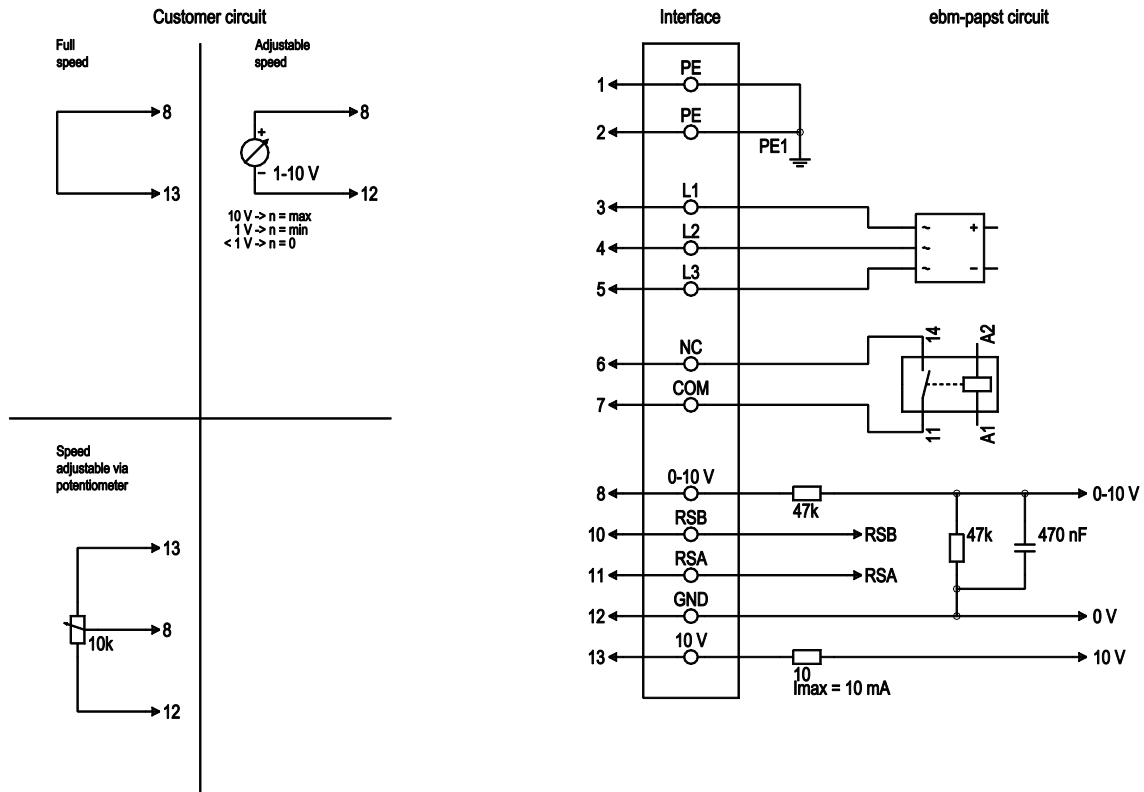 Customer circuit
Full
speed
8
13
Adjustable
speed
8
+
–
1-10 V
12
10 V -> n = max
1 V -> n = min
< 1 V -> n = 0
Speed
adjustable via
potentiometer
13
8
10k
12
Interface
ebm-papst circuit
1
PE
2
PE
PE1
3
L1
4
L2
5
L3
~ +
~
~ –
6
NC
7
COM
14
A2
11
A1
8
0-10 V
47k
0-10 V
10
RSB
RSB
47k
470 nF
11
RSA
RSA
12
GND
0 V
13
10 V
10
Imax = 10 mA
10 V